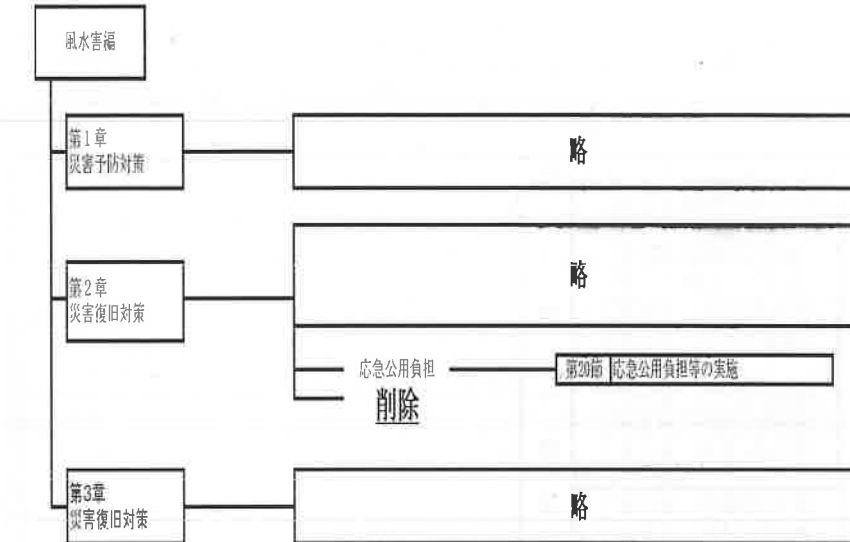 風水害編
第1章
災害予防対策
略
第2章
災害復旧対策
略
応急公用負担
第20節 応急公用負担等の実施
削除
第3章
災害復旧対策
略